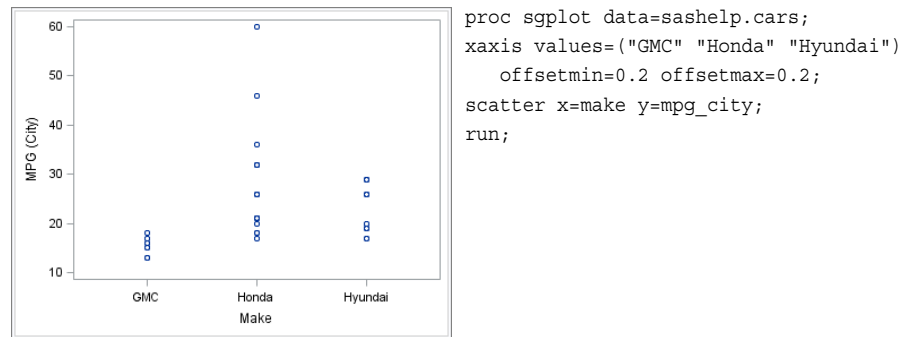 60
50
40
30
20
10
MPG (City)
GMC Honda Hyundai
Make
proc sgplot data=sashelp.cars;
xaxis values=("GMC" "Honda" "Hyundai")
offsetmin=0.2 offsetmax=0.2;
scatter x=make y=mpg_city;
run;